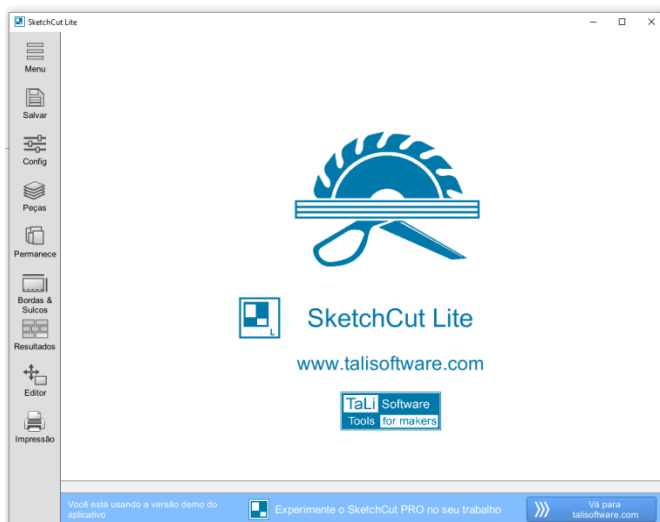 SketchCut Lite
Menu
Salvar
Config
Peças
Permanece
Bordas &
Sulcos
Resultados
Editor
Impressão
L
SketchCut Lite
www.talisoftware.com
TaLi Software
Tools for makers
Você está usando a versão demo do
aplicativo
Experimente o SketchCut PRO no seu trabalho
Vá para
talisoftware.com